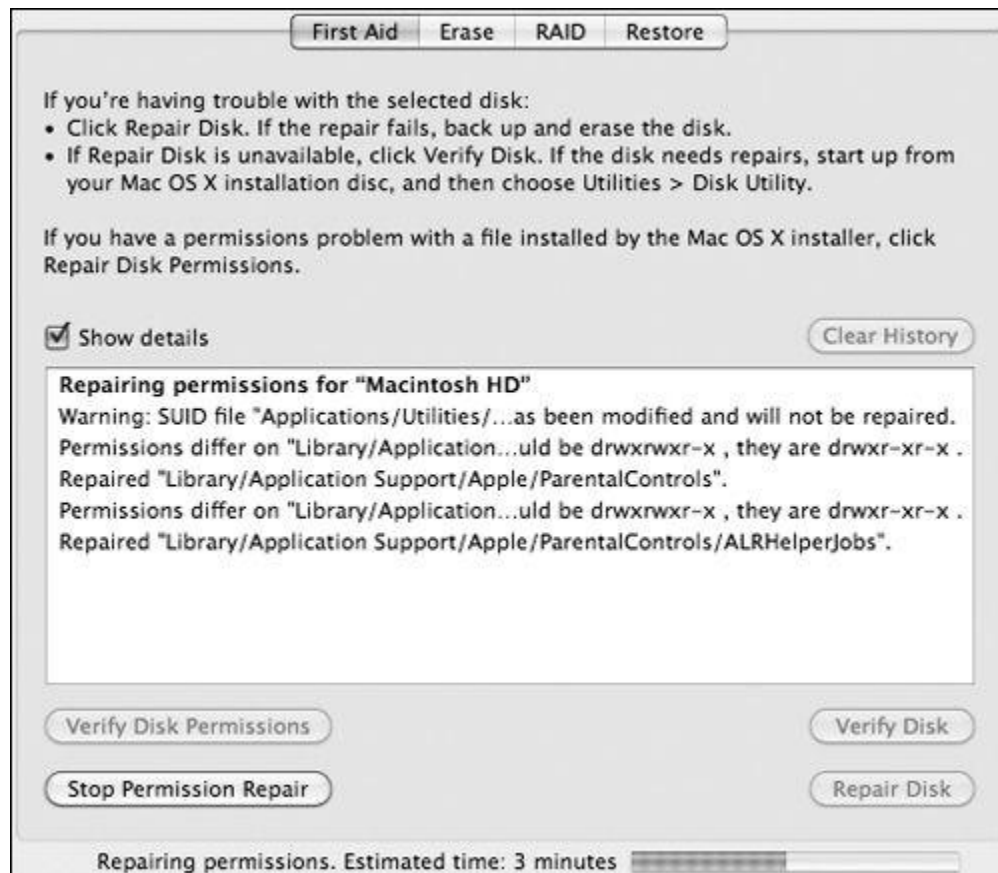 First Aid Erase RAID Restore
If you're having trouble with the selected disk:
• Click Repair Disk. If the repair fails, back up and erase the disk.
• If Repair Disk is unavailable, click Verify Disk. If the disk needs repairs, start up from
your Mac OS X installation disc, and then choose Utilities > Disk Utility.
If you have a permissions problem with a file installed by the Mac OS X installer, click
Repair Disk Permissions.
Show details Clear History
Repairing permissions for “Macintosh HD”
Warning: SUID file "Applications/Utilities/...as been modified and will not be repaired.
Permissions differ on "Library/Application...uld be drwxrwxr-x , they are drwxr-xr-x .
Repaired "Library/Application Support/Apple/ParentalControls".
Permissions differ on "Library/Application...uld be drwxrwxr-x , they are drwxr-xr-x .
Repaired "Library/Application Support/Apple/ParentalControls/ALRHelperJobs".
Verify Disk Permissions Verify Disk
Stop Permission Repair Repair Disk
Repairing permissions. Estimated time: 3 minutes